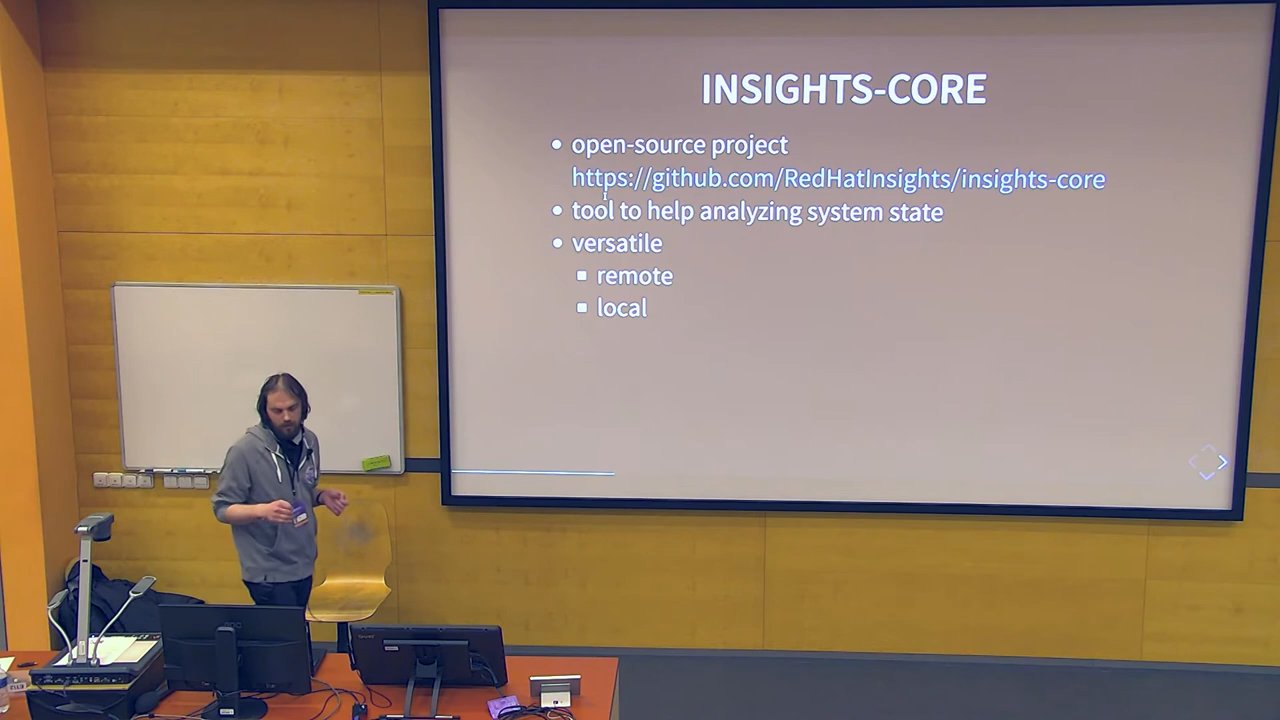 INSIGHTS-CORE
open-source project
https://github.com/RedHatInsights/insights-core
tool to help analyzing system state
versatile
remote
local